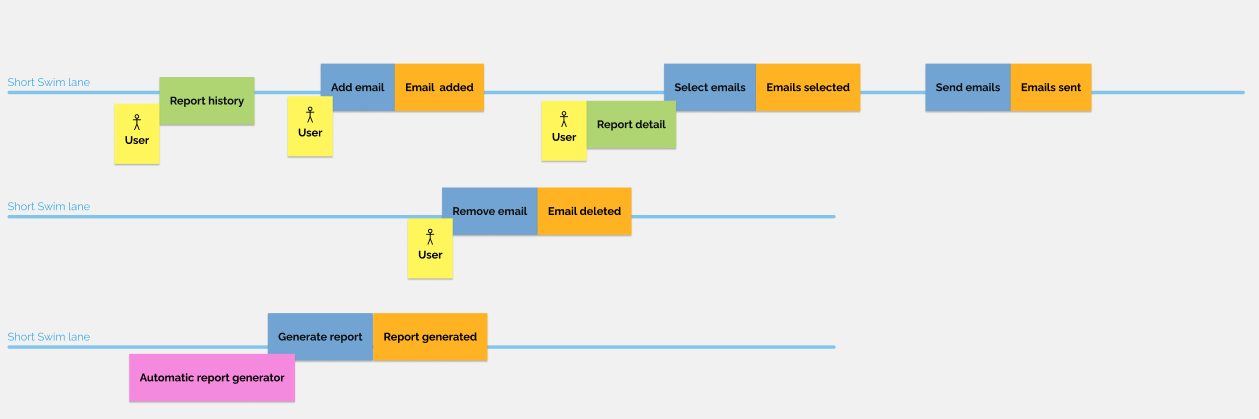 Short Swim lane
Report history
User
Add email
Email added
User
User
Report detail
Select emails
Emails selected
Send emails
Emails sent
Short Swim lane
Remove email
Email deleted
User
Short Swim lane
Generate report
Report generated
Automatic report generator